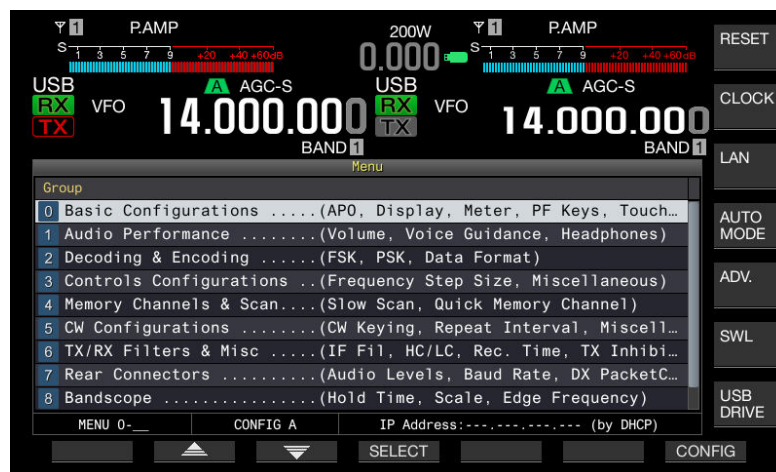 1 P.AMP 200W 1 P.AMP
S 1 3 5 7 9 +20 +40 +60dB 0.000 S 1 3 5 7 9 +20 +40 +60dB
USB A AGC-S USB A AGC-S
RX VFO 14.000.000 RX VFO 14.000.000
TX TX
BAND 1 BAND 1
Menu
Group
0 Basic Configurations .....(APO, Display, Meter, PF Keys, Touch…
1 Audio Performance ........(Volume, Voice Guidance, Headphones)
2 Decoding & Encoding ......(FSK, PSK, Data Format)
3 Controls Configurations ..(Frequency Step Size, Miscellaneous)
4 Memory Channels & Scan....(Slow Scan, Quick Memory Channel)
5 CW Configurations ........(CW Keying, Repeat Interval, Miscell…
6 TX/RX Filters & Misc .....(IF Fil, HC/LC, Rec. Time, TX Inhibi…
7 Rear Connectors ..........(Audio Levels, Baud Rate, DX PacketC…
8 Bandscope ................(Hold Time, Scale, Edge Frequency)
MENU 0-__ CONFIG A IP Address:---.---.---.--- (by DHCP)
SELECT CONFIG
RESET
CLOCK
LAN
AUTO
MODE
ADV.
SWL
USB
DRIVE